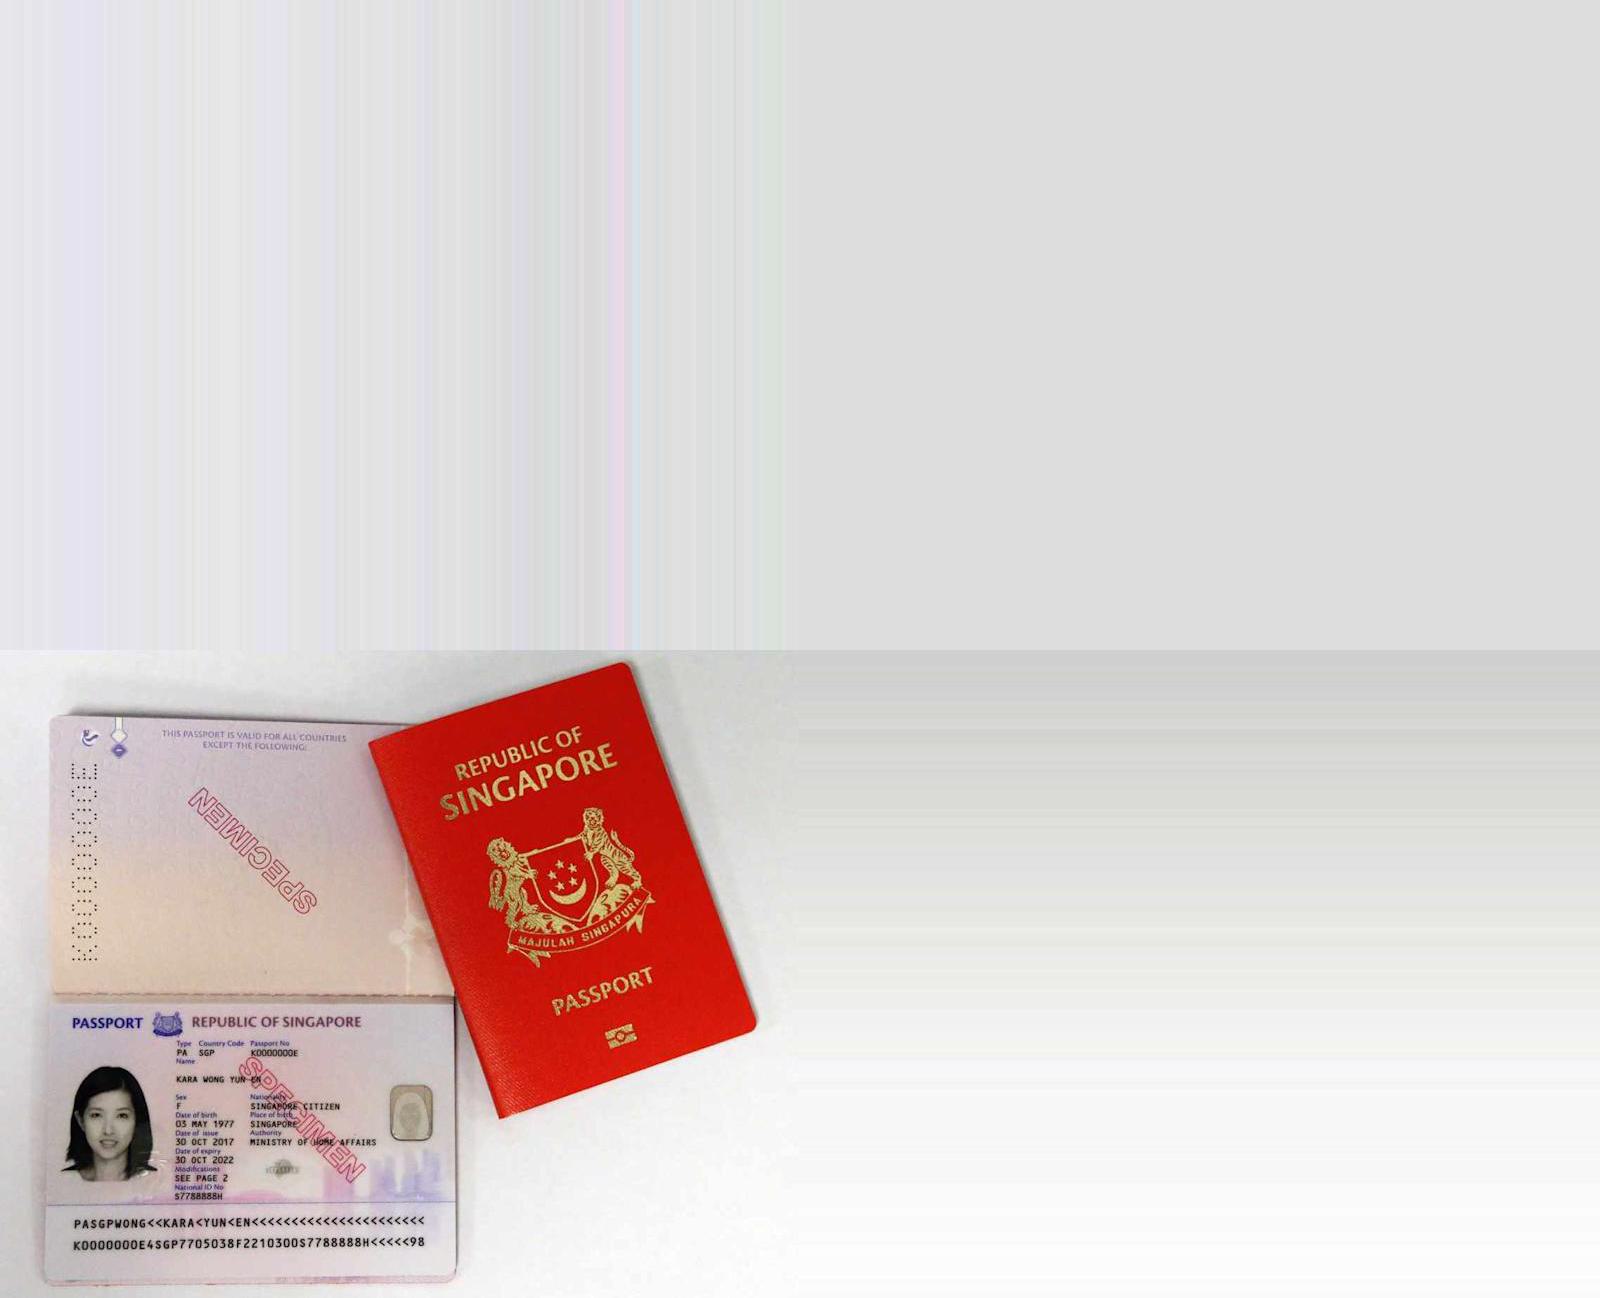 THIS PASSPORT IS VALID FOR ALL COUNTRIES
EXCEPT THE FOLLOWING:
K0000000E
SPECIMEN
PASSPORT REPUBLIC OF SINGAPORE
Type Country Code Passport No
PA SGP K0000000E
Name
KARA WONG YUN EN
Sex Nationality
F SINGAPORE CITIZEN
Date of birth Place of birth
03 MAY 1977 SINGAPORE
Date of issue Authority
30 OCT 2017 MINISTRY OF HOME AFFAIRS
Date of expiry
30 OCT 2022
Modifications
SEE PAGE 2
National ID No
S7788888H
SPECIMEN
PASGPWONG<<KARA<YUN<EN<<<<<<<<<<<<<<<<<<<<<<
K0000000E4SGP7705038F2210300S7788888H<<<<<98
REPUBLIC OF
SINGAPORE
MAJULAH SINGAPURA
PASSPORT